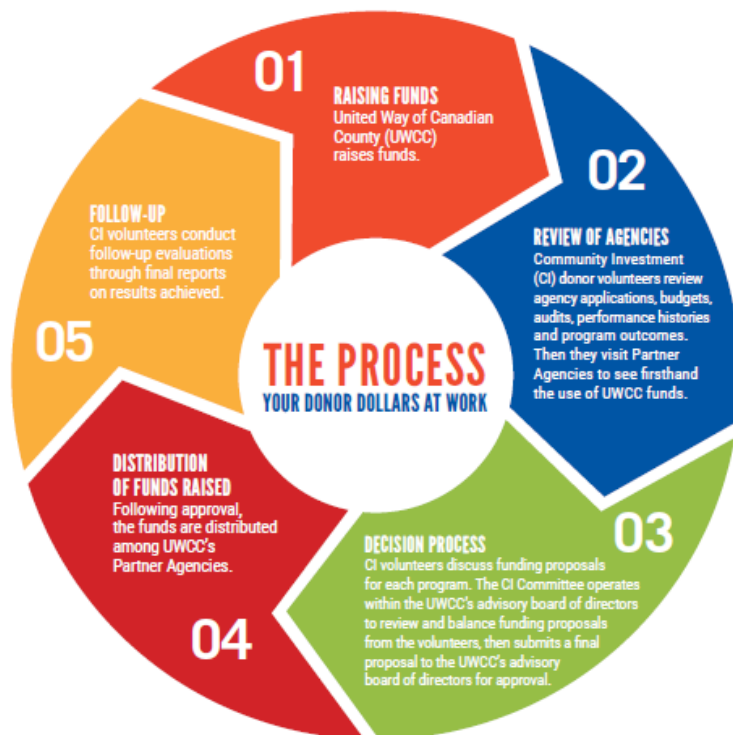 01
RAISING FUNDS
United Way of Canadian
County (UWCC)
raises funds.
02
REVIEW OF AGENCIES
Community Investment
(CI) donor volunteers review
agency applications, budgets,
audits, performance histories
and program outcomes.
Then they visit Partner
Agencies to see firsthand
the use of UWCC funds.
03
DECISION PROCESS
CI volunteers discuss funding proposals
for each program. The CI Committee operates
within the UWCC's advisory board of directors
to review and balance funding proposals
from the volunteers, then submits a final
proposal to the UWCC's advisory
board of directors for approval.
04
DISTRIBUTION
OF FUNDS RAISED
Following approval,
the funds are distributed
among UWCC's
Partner Agencies.
05
FOLLOW-UP
CI volunteers conduct
follow-up evaluations
through final reports
on results achieved.
THE PROCESS
YOUR DONOR DOLLARS AT WORK